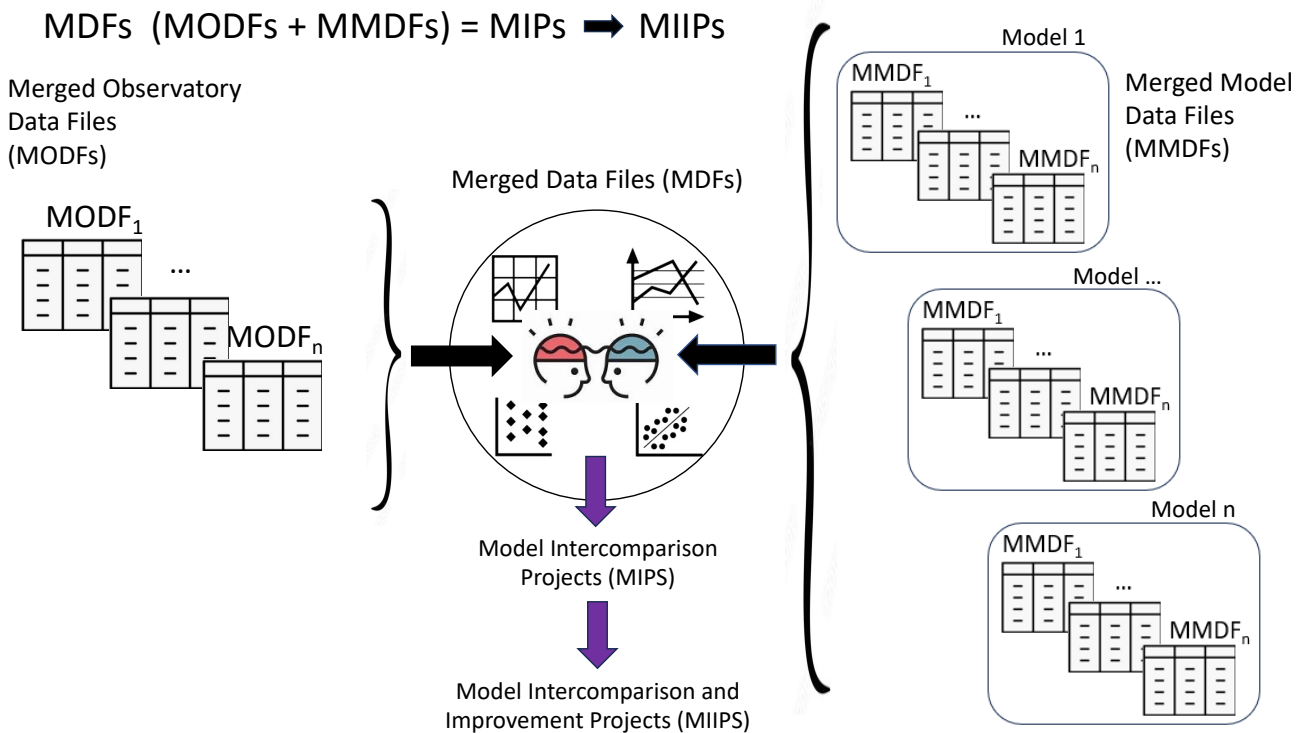 MDFs (MODFs + MMDFs) = MIPs ➡ MIIPs
Merged Observatory
Data Files
(MODFs)
MODF1
...
MODFn
Merged Data Files (MDFs)
Model Intercomparison
Projects (MIPS)
Model Intercomparison and
Improvement Projects (MIIPS)
Model 1
MMDF1
...
MMDFn
Merged Model
Data Files
(MMDFs)
Model ...
MMDF1
...
MMDFn
Model n
MMDF1
...
MMDFn